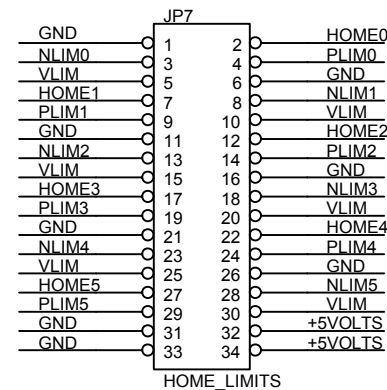 JP7
GND 1 2 HOME0
NLIM0 3 4 PLIM0
VLIM 5 6 GND
HOME1 7 8 NLIM1
PLIM1 9 10 VLIM
GND 11 12 HOME2
NLIM2 13 14 PLIM2
VLIM 15 16 GND
HOME3 17 18 NLIM3
PLIM3 19 20 VLIM
GND 21 22 HOME4
NLIM4 23 24 PLIM4
VLIM 25 26 GND
HOME5 27 28 NLIM5
PLIM5 29 30 VLIM
GND 31 32 +5VOLTS
GND 33 34 +5VOLTS
HOME_LIMITS